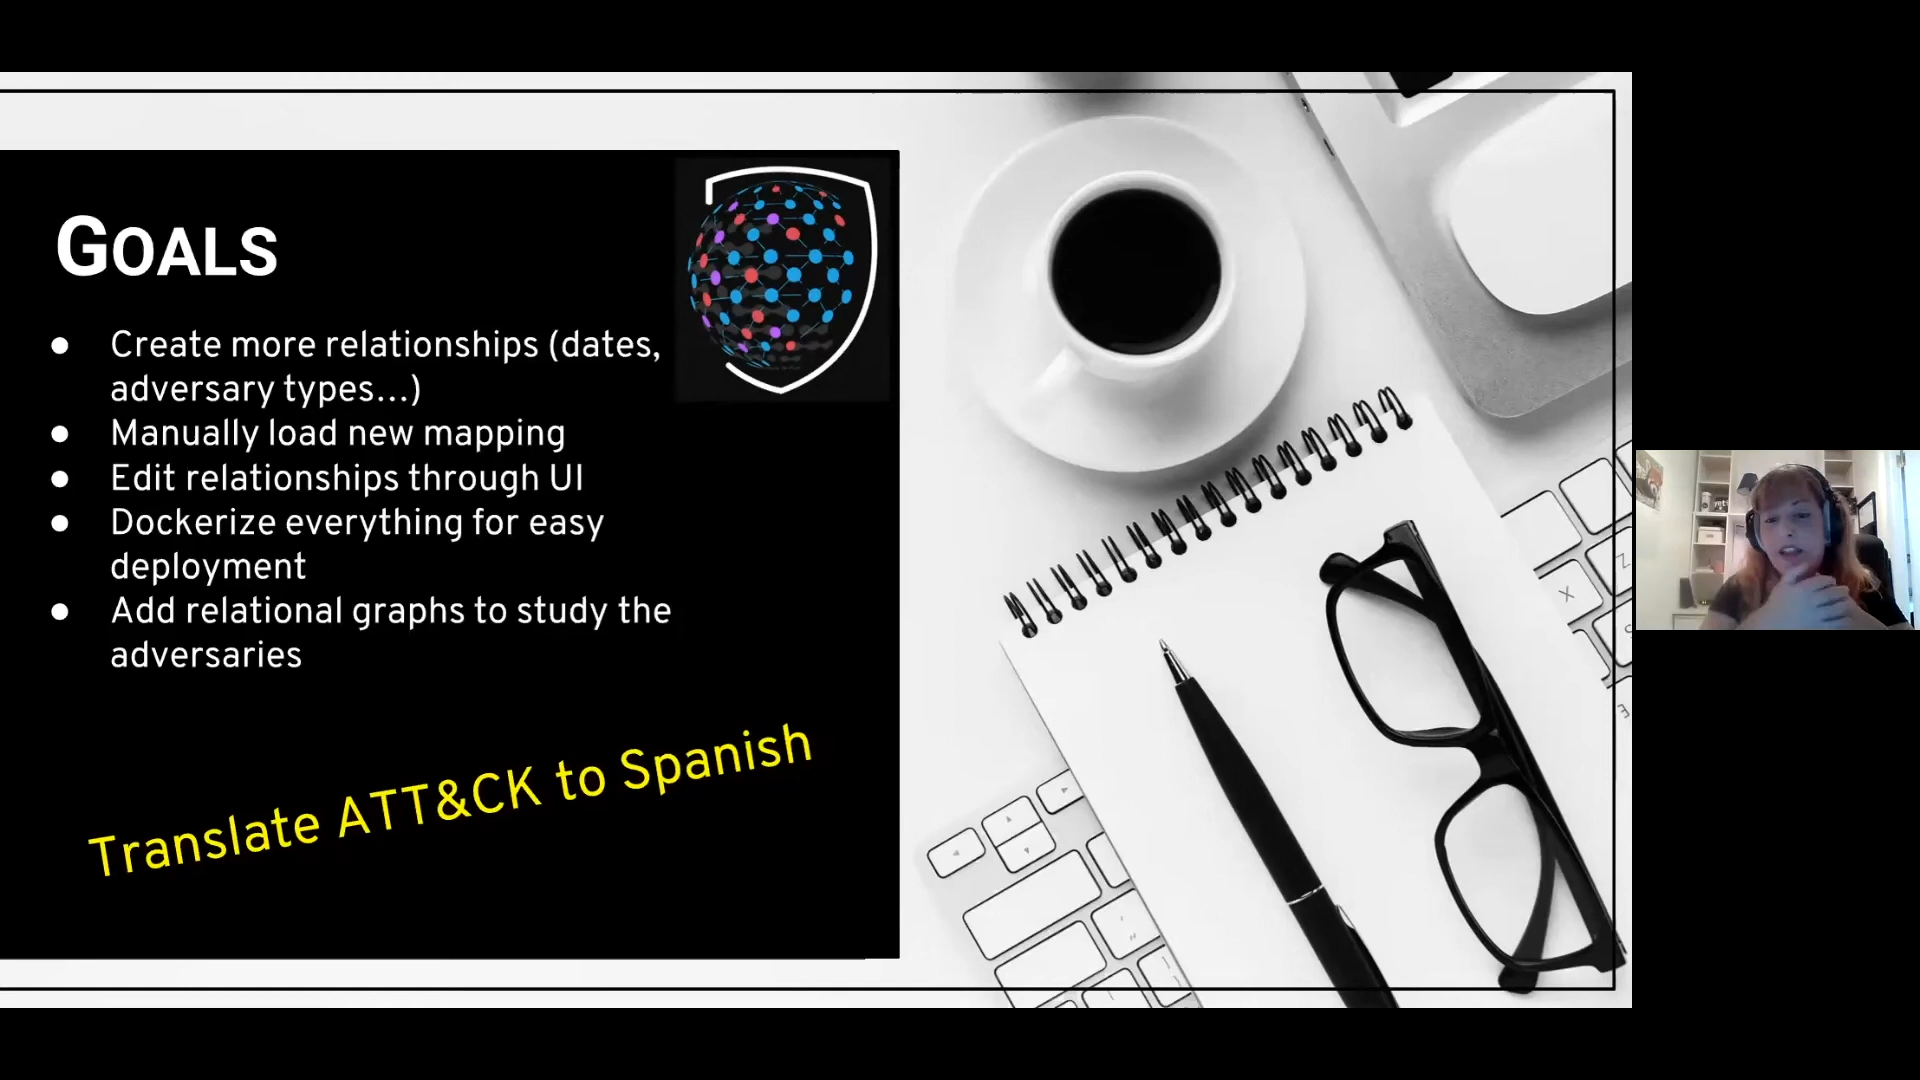 GOALS
● Create more relationships (dates,
adversary types...)
● Manually load new mapping
● Edit relationships through UI
● Dockerize everything for easy
deployment
● Add relational graphs to study the
adversaries
Translate ATT&CK to Spanish
X
Z